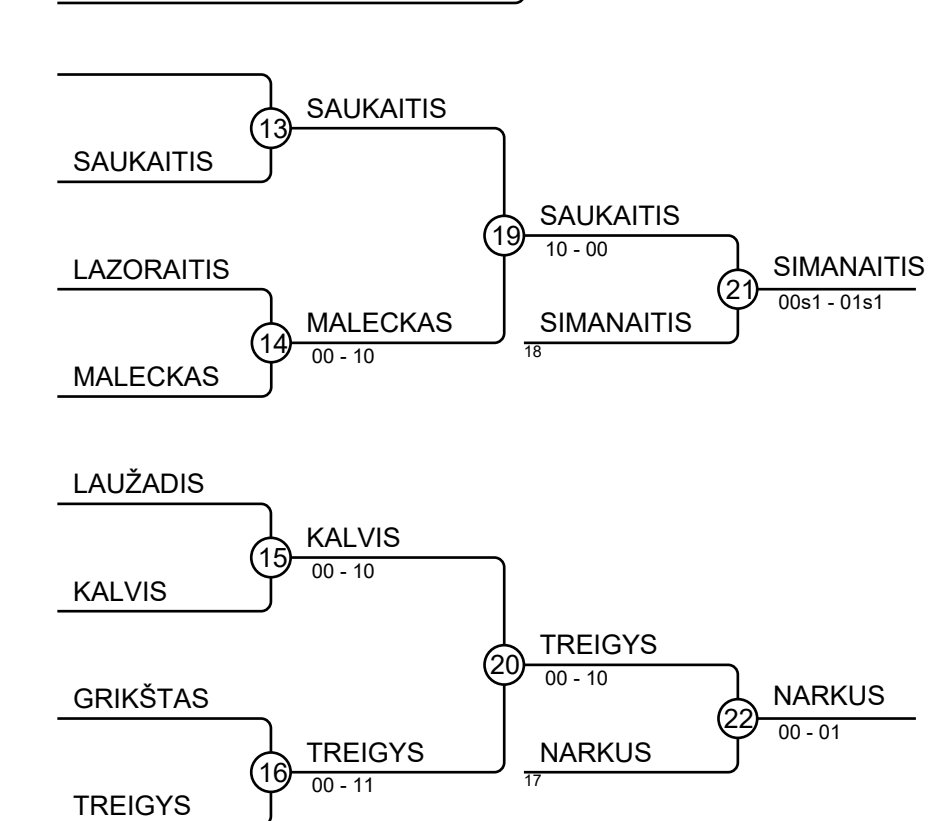 SAUKAITIS
13
SAUKAITIS
SAUKAITIS
19
10 - 00
LAZORAITIS
SIMANAITIS
21
00s1 - 01s1
MALECKAS
14
00 - 10
SIMANAITIS
18
MALECKAS
LAUŽADIS
KALVIS
15
00 - 10
KALVIS
TREIGYS
20
00 - 10
GRIKŠTAS
NARKUS
22
00 - 01
TREIGYS
16
00 - 11
NARKUS
17
TREIGYS